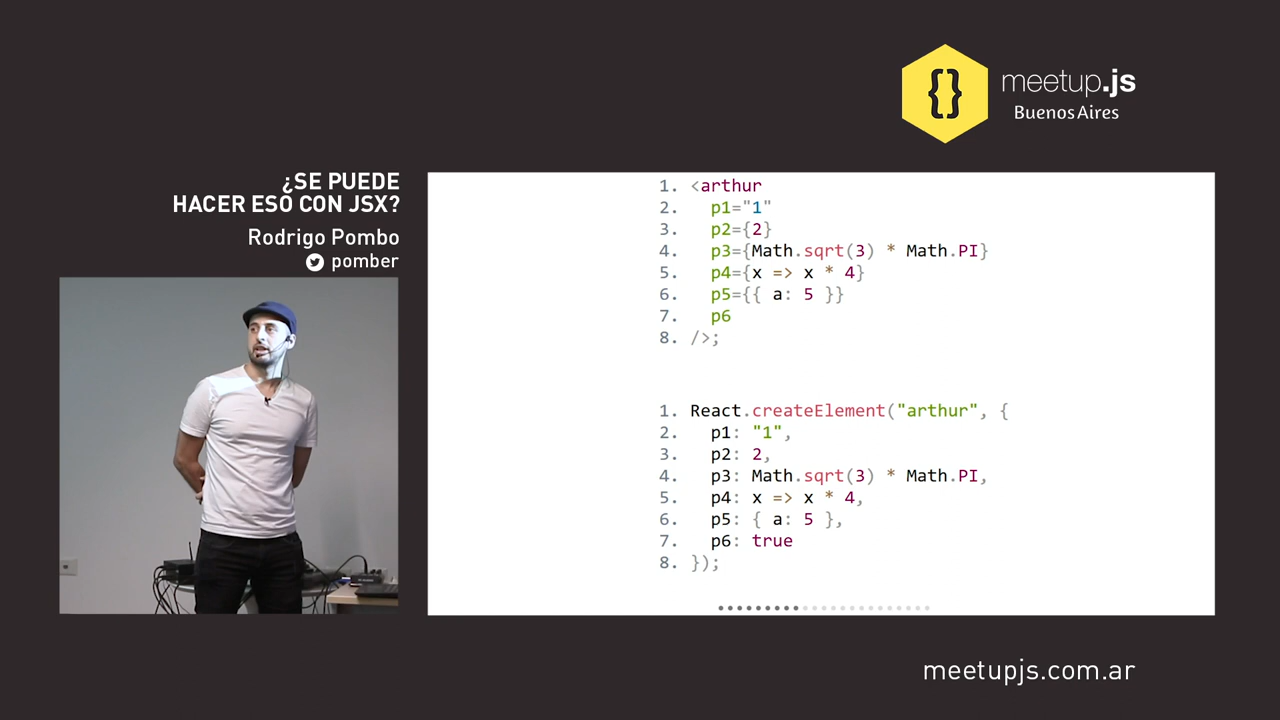 {}
meetup.js
Buenos Aires
¿SE PUEDE
HACER ESO CON JSX?
Rodrigo Pombo
pomber
1. <arthur
2.   p1="1"
3.   p2={2}
4.   p3={Math.sqrt(3) * Math.PI}
5.   p4={x => x * 4}
6.   p5={{ a: 5 }}
7.   p6
8. />;
1. React.createElement("arthur", {
2.   p1: "1",
3.   p2: 2,
4.   p3: Math.sqrt(3) * Math.PI,
5.   p4: x => x * 4,
6.   p5: { a: 5 },
7.   p6: true
8. });
meetupjs.com.ar